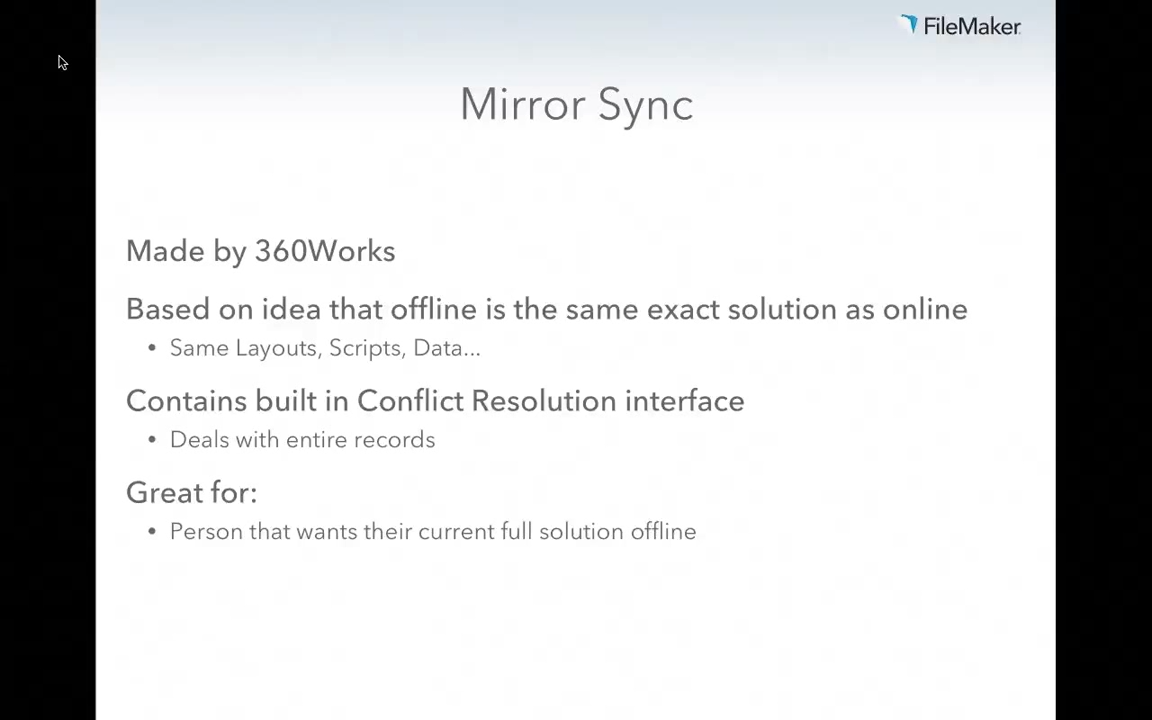 FileMaker
Mirror Sync
Made by 360Works
Based on idea that offline is the same exact solution as online
• Same Layouts, Scripts, Data...
Contains built in Conflict Resolution interface
• Deals with entire records
Great for:
• Person that wants their current full solution offline